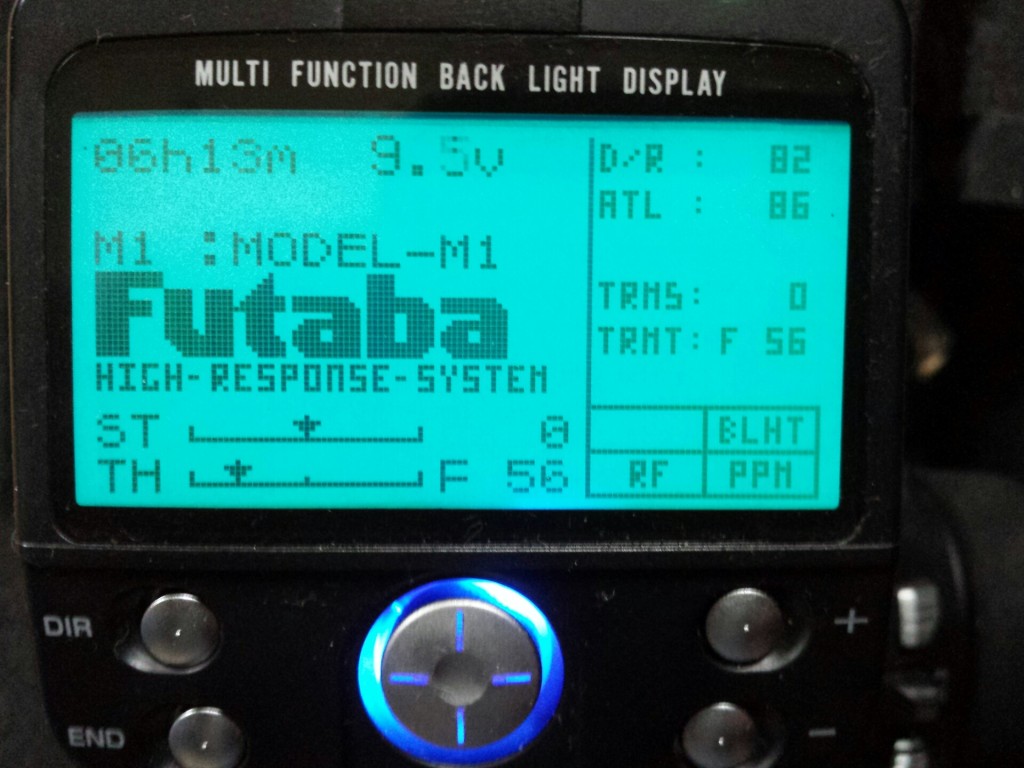 MULTI FUNCTION BACK LIGHT DISPLAY
06h13m 9.5v
M1 :MODEL-M1
Futaba
HIGH-RESPONSE-SYSTEM
ST 0
TH F 56
D/R : 82
ATL : 86
TRMS: 0
TRMT: F 56
BLHT
RF PPM
DIR +
END -